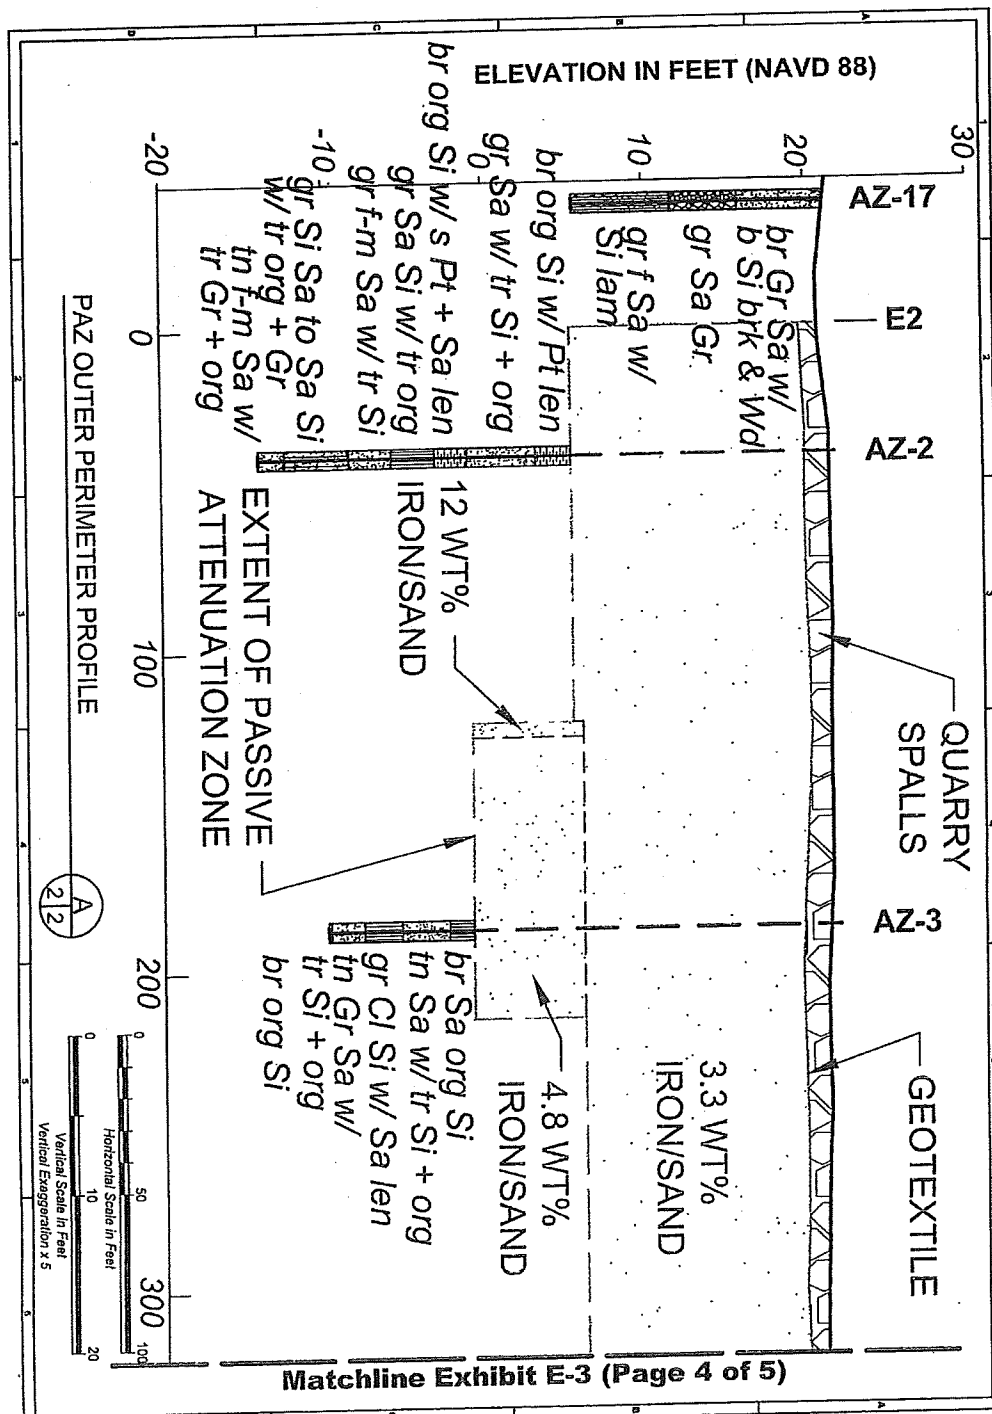 ELEVATION IN FEET (NAVD 88)
30
20
10
0
-10
-20
AZ-17
E2
AZ-2
AZ-3
br Gr Sa w/
b Si brk & Wd
gr Sa Gr
gr f Sa w/
Si lam
br org Si w/ Pt len
gr Sa w/ tr Si + org
br org Si w/ s Pt + Sa len
gr Sa Si w/ tr org
gr f-m Sa w/ tr Si
gr Si Sa to Sa Si
w/ tr org + Gr
tn f-m Sa w/
tr Gr + org
QUARRY
SPALLS
GEOTEXTILE
3.3 WT%
IRON/SAND
4.8 WT%
IRON/SAND
12 WT%
IRON/SAND
EXTENT OF PASSIVE
ATTENUATION ZONE
br Sa org Si
tn Sa w/ tr Si + org
gr Cl Si w/ Sa len
tn Gr Sa w/
tr Si + org
br org Si
0
100
200
300
PAZ OUTER PERIMETER PROFILE
A
2 2
0
50
100
Horizontal Scale in Feet
0
10
20
Vertical Scale in Feet
Vertical Exaggeration x 5
Matchline Exhibit E-3 (Page 4 of 5)